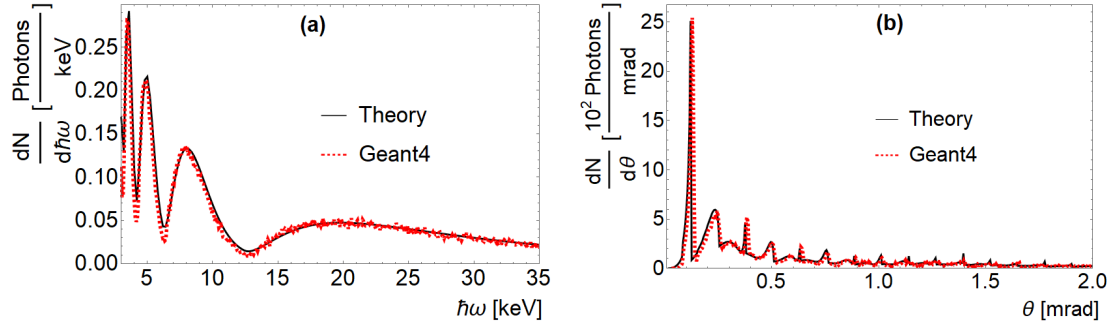 (a)
dN
dħω
[
Photons
keV
]
0.25
0.20
0.15
0.10
0.05
0.00
Theory
Geant4
5 10 15 20 25 30 35
ħω [keV]
(b)
dN
dθ
[
10² Photons
mrad
]
25
20
15
10
5
0
Theory
Geant4
0.5 1.0 1.5 2.0
θ [mrad]